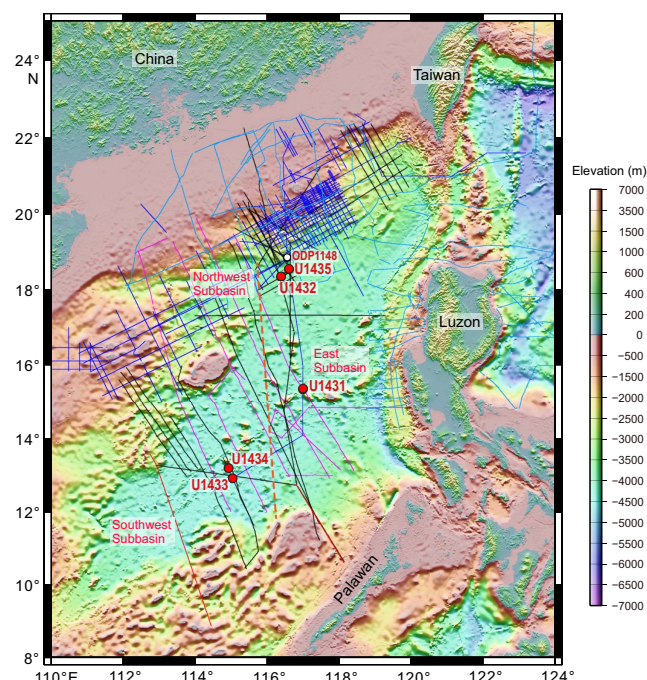 24°
N
22°
20°
18°
16°
14°
12°
10°
8°
110°E
112°
114°
116°
118°
120°
122°
124°
China
Taiwan
ODP1148
U1435
U1432
Northwest
Subbasin
Luzon
East
Subbasin
U1431
U1434
U1433
Southwest
Subbasin
Palawan
Elevation (m)
7000
3500
1500
1000
600
400
200
0
−500
−1500
−2000
−2500
−3000
−3500
−4000
−4500
−5000
−5500
−6000
−6500
−7000